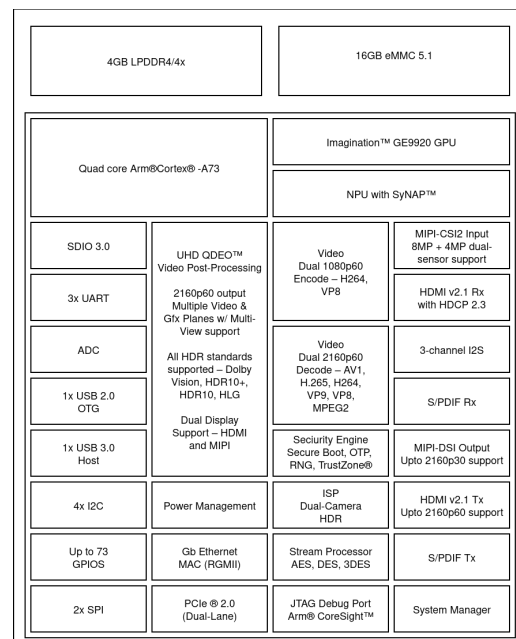 4GB LPDDR4/4x
16GB eMMC 5.1
Quad core Arm®Cortex® -A73
Imagination™ GE9920 GPU
NPU with SyNAP™
SDIO 3.0
3x UART
ADC
1x USB 2.0
OTG
1x USB 3.0
Host
4x I2C
Up to 73
GPIOS
2x SPI
UHD QDEO™
Video Post-Processing
2160p60 output
Multiple Video &
Gfx Planes w/ Multi-
View support
All HDR standards
supported – Dolby
Vision, HDR10+,
HDR10, HLG
Dual Display
Support – HDMI
and MIPI
Power Management
Gb Ethernet
MAC (RGMII)
PCIe ® 2.0
(Dual-Lane)
Video
Dual 1080p60
Encode – H264,
VP8
Video
Dual 2160p60
Decode – AV1,
H.265, H264,
VP9, VP8,
MPEG2
Seciurity Engine
Secure Boot, OTP,
RNG, TrustZone®
ISP
Dual-Camera
HDR
Stream Processor
AES, DES, 3DES
JTAG Debug Port
Arm® CoreSight™
MIPI-CSI2 Input
8MP + 4MP dual-
sensor support
HDMI v2.1 Rx
with HDCP 2.3
3-channel I2S
S/PDIF Rx
MIPI-DSI Output
Upto 2160p30 support
HDMI v2.1 Tx
Upto 2160p60 support
S/PDIF Tx
System Manager